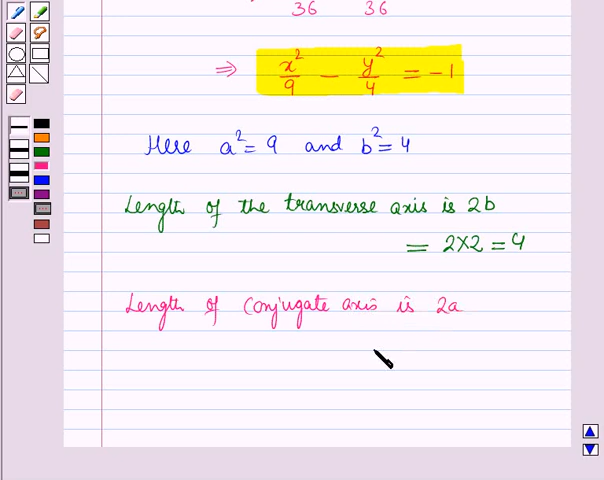 36 36
⇒ x²/9 - y²/4 = -1
Here a² = 9 and b² = 4
Length of the transverse axis is 2b
= 2×2 = 4
Length of Conjugate axis is 2a